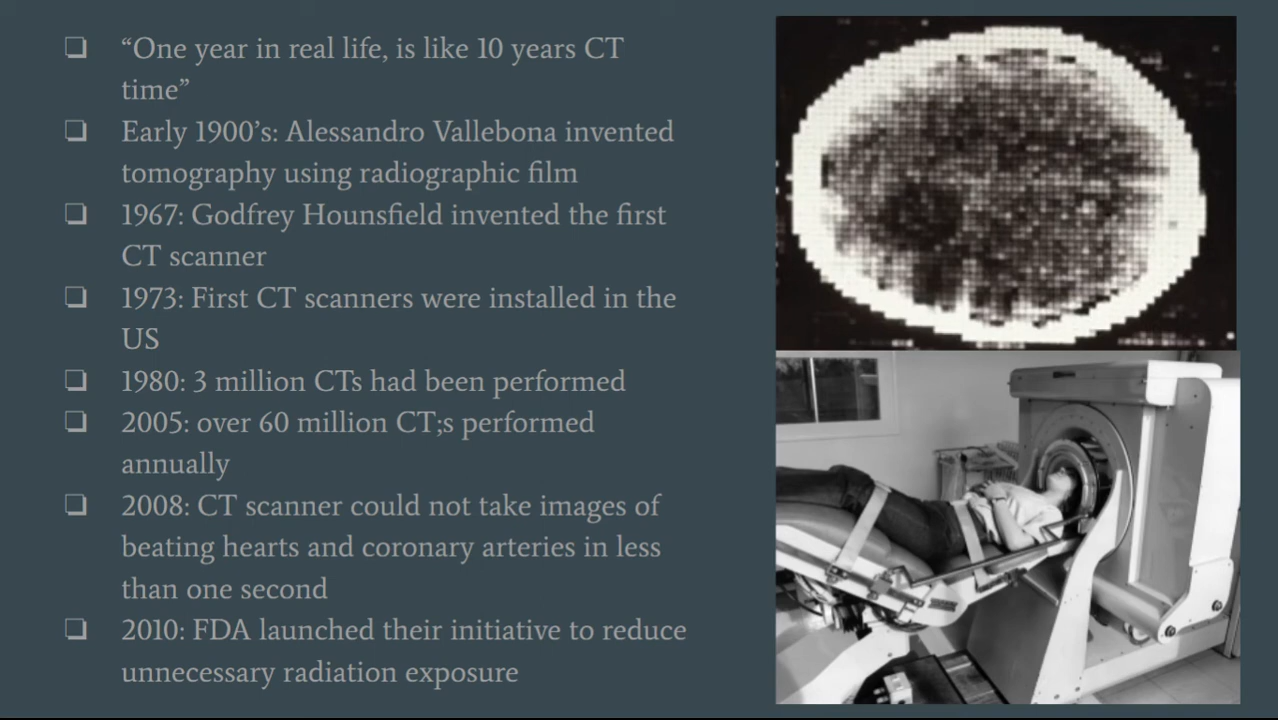 “One year in real life, is like 10 years CT
time”
Early 1900’s: Alessandro Vallebona invented
tomography using radiographic film
1967: Godfrey Hounsfield invented the first
CT scanner
1973: First CT scanners were installed in the
US
1980: 3 million CTs had been performed
2005: over 60 million CT;s performed
annually
2008: CT scanner could not take images of
beating hearts and coronary arteries in less
than one second
2010: FDA launched their initiative to reduce
unnecessary radiation exposure